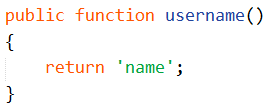 public function username()
{
    return 'name';
}